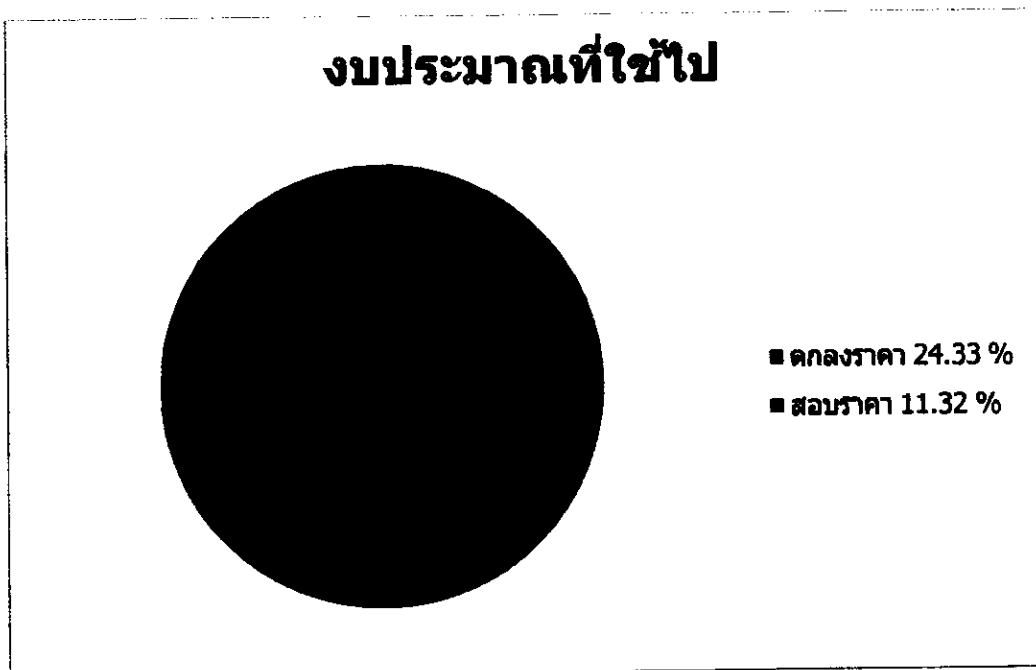 งบประมาณที่ใช้ไป
ตกลงราคา 24.33 %
สอบราคา 11.32 %